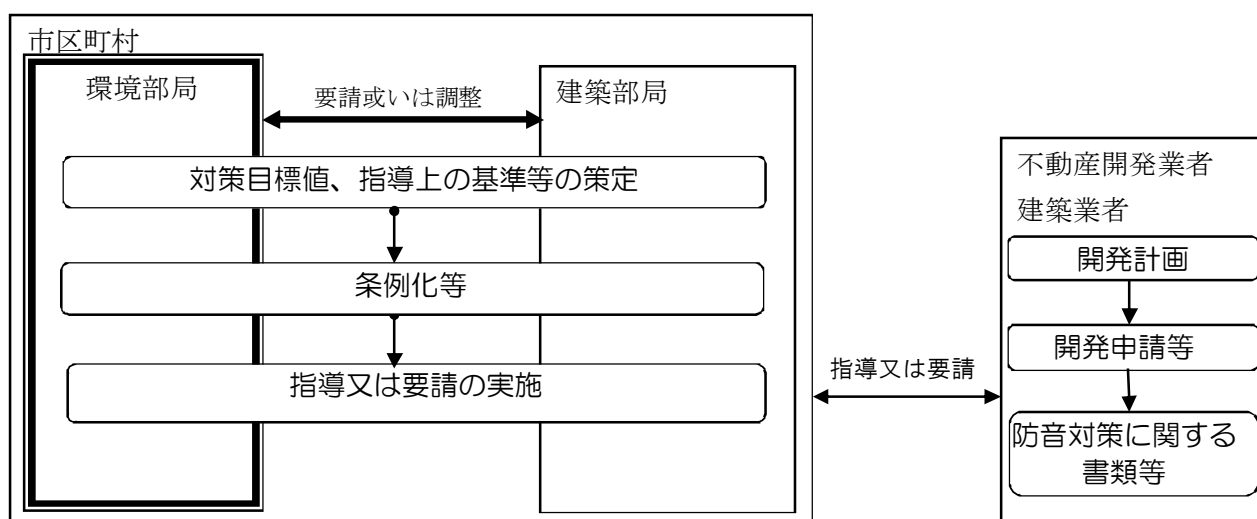 市区町村
環境部局
要請或いは調整
建築部局
対策目標値、指導上の基準等の策定
条例化等
指導又は要請の実施
指導又は要請
不動産開発業者
建築業者
開発計画
開発申請等
防音対策に関する
書類等